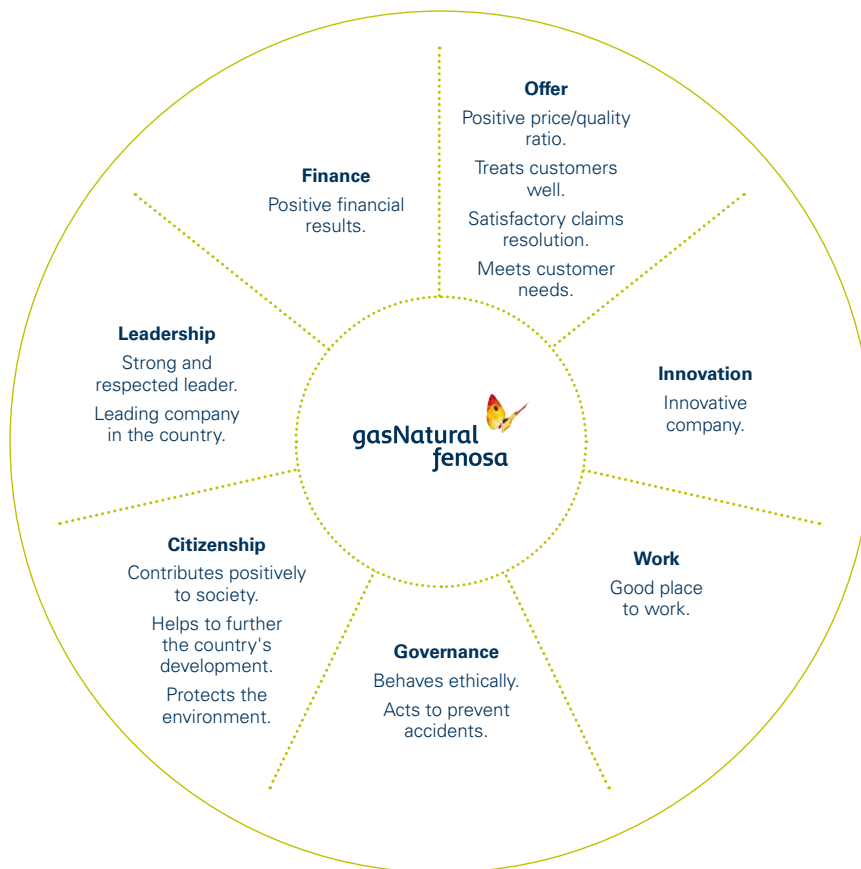 Offer
Positive price/quality
ratio.
Treats customers
well.
Satisfactory claims
resolution.
Meets customer
needs.
Finance
Positive financial
results.
Leadership
Strong and
respected leader.
Leading company
in the country.
Innovation
Innovative
company.
gasNatural
fenosa
Citizenship
Contributes positively
to society.
Helps to further
the country's
development.
Protects the
environment.
Work
Good place
to work.
Governance
Behaves ethically.
Acts to prevent
accidents.